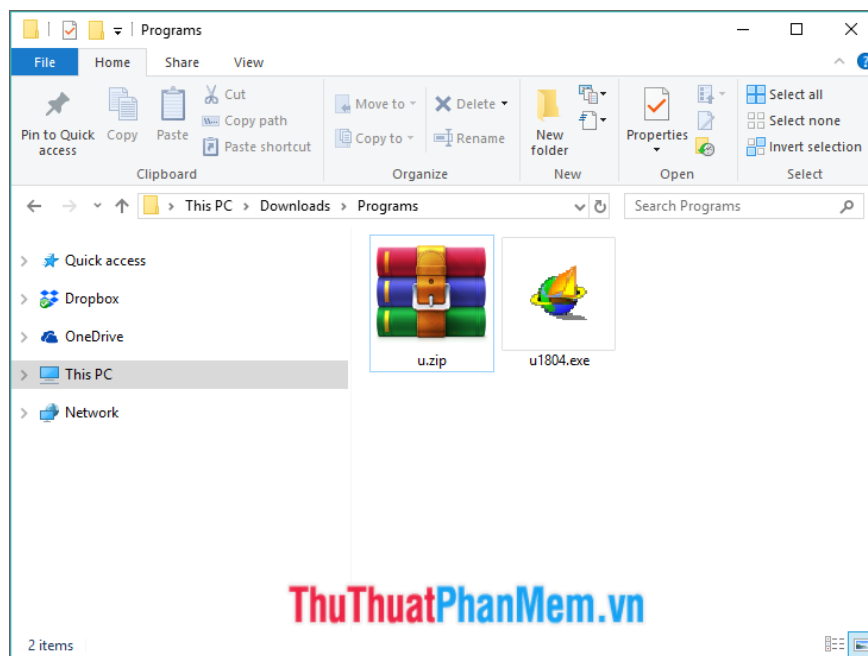 Programs
File Home Share View
Pin to Quick access
Copy
Paste
Cut
Copy path
Paste shortcut
Clipboard
Move to
Copy to
Delete
Rename
Organize
New folder
New
Properties
Open
Select all
Select none
Invert selection
Select
This PC > Downloads > Programs
Search Programs
Quick access
Dropbox
OneDrive
This PC
Network
u.zip
u1804.exe
ThuThuatPhanMem.vn
2 items